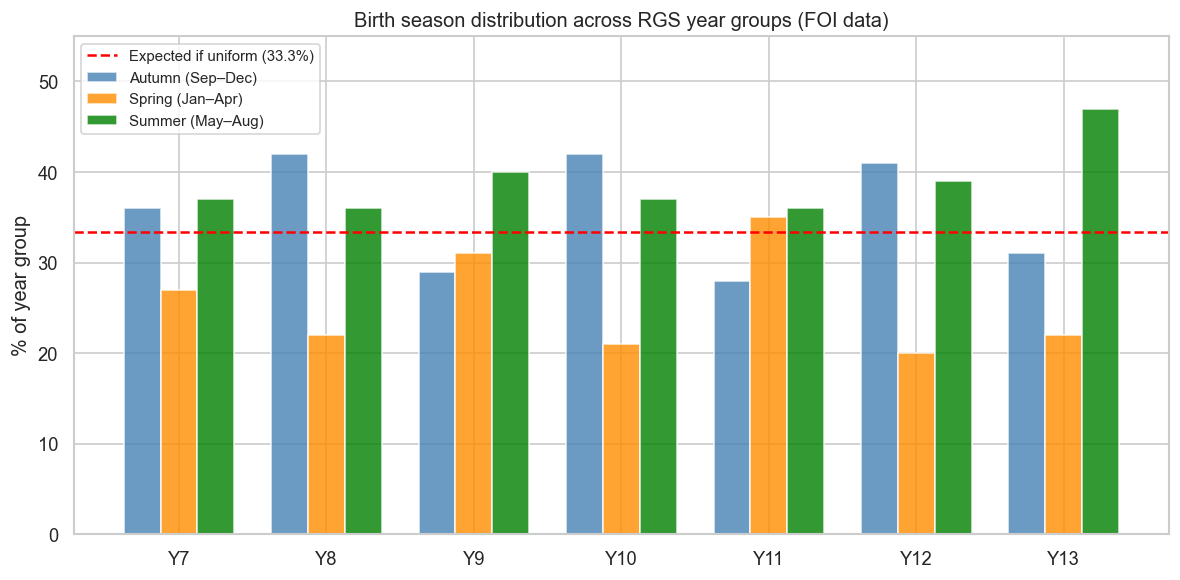 Birth season distribution across RGS year groups (FOI data)
Expected if uniform (33.3%)
Autumn (Sep–Dec)
Spring (Jan–Apr)
Summer (May–Aug)
% of year group
50
40
30
20
10
0
Y7 Y8 Y9 Y10 Y11 Y12 Y13